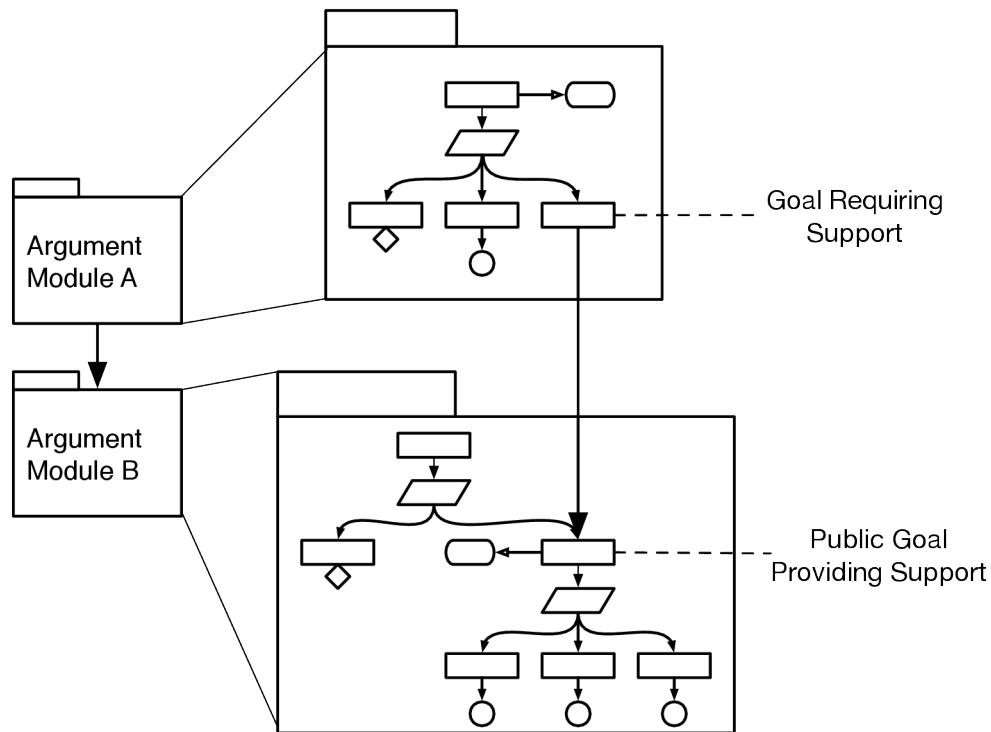 Goal Requiring
Support
Argument
Module A
Argument
Module B
Public Goal
Providing Support